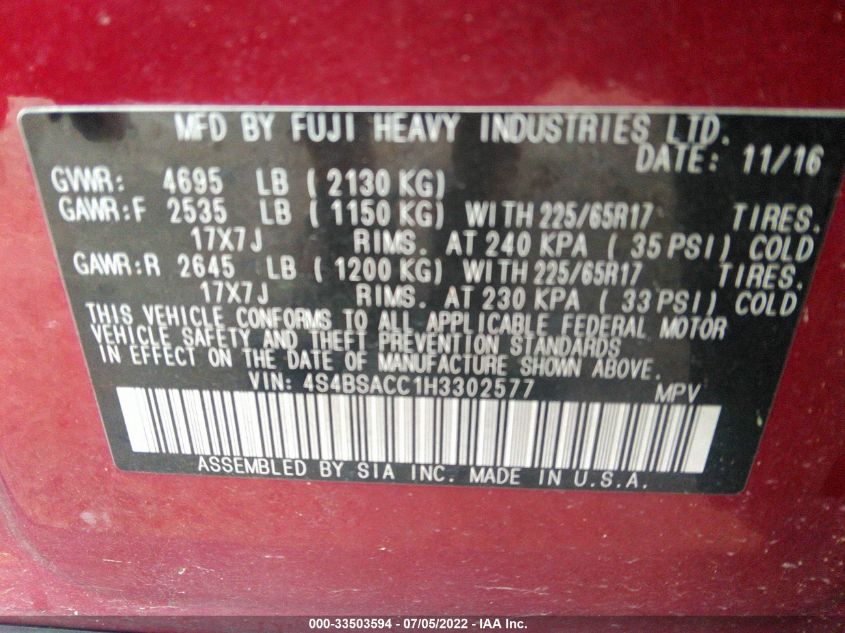 MFD BY FUJI HEAVY INDUSTRIES LTD.
DATE: 11/16
GVWR: 4695 LB ( 2130 KG)
GAWR:F 2535 LB ( 1150 KG) WITH 225/65R17 TIRES.
17X7J RIMS. AT 240 KPA ( 35 PSI) COLD
GAWR:R 2645 LB ( 1200 KG) WITH 225/65R17 TIRES.
17X7J RIMS. AT 230 KPA ( 33 PSI) COLD
THIS VEHICLE CONFORMS TO ALL APPLICABLE FEDERAL MOTOR
VEHICLE SAFETY AND THEFT PREVENTION STANDARDS
IN EFFECT ON THE DATE OF MANUFACTURE SHOWN ABOVE.
VIN: 4S4BSACC1H3302577 MPV
ASSEMBLED BY SIA INC. MADE IN U.S.A.
000-33503594 - 07/05/2022 - IAA Inc.